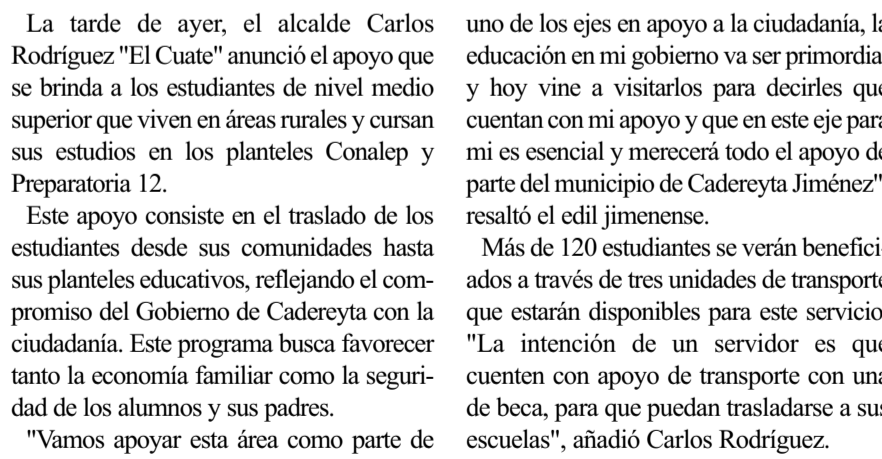 La tarde de ayer, el alcalde Carlos
Rodríguez "El Cuate" anunció el apoyo que
se brinda a los estudiantes de nivel medio
superior que viven en áreas rurales y cursan
sus estudios en los planteles Conalep y
Preparatoria 12.
Este apoyo consiste en el traslado de los
estudiantes desde sus comunidades hasta
sus planteles educativos, reflejando el com-
promiso del Gobierno de Cadereyta con la
ciudadanía. Este programa busca favorecer
tanto la economía familiar como la seguri-
dad de los alumnos y sus padres.
"Vamos apoyar esta área como parte de
uno de los ejes en apoyo a la ciudadanía, la
educación en mi gobierno va ser primordial
y hoy vine a visitarlos para decirles que
cuentan con mi apoyo y que en este eje para
mi es esencial y merecerá todo el apoyo de
parte del municipio de Cadereyta Jiménez"
resaltó el edil jimenense.
Más de 120 estudiantes se verán benefici-
ados a través de tres unidades de transporte
que estarán disponibles para este servicio.
"La intención de un servidor es que
cuenten con apoyo de transporte con una
de beca, para que puedan trasladarse a sus
escuelas", añadió Carlos Rodríguez.